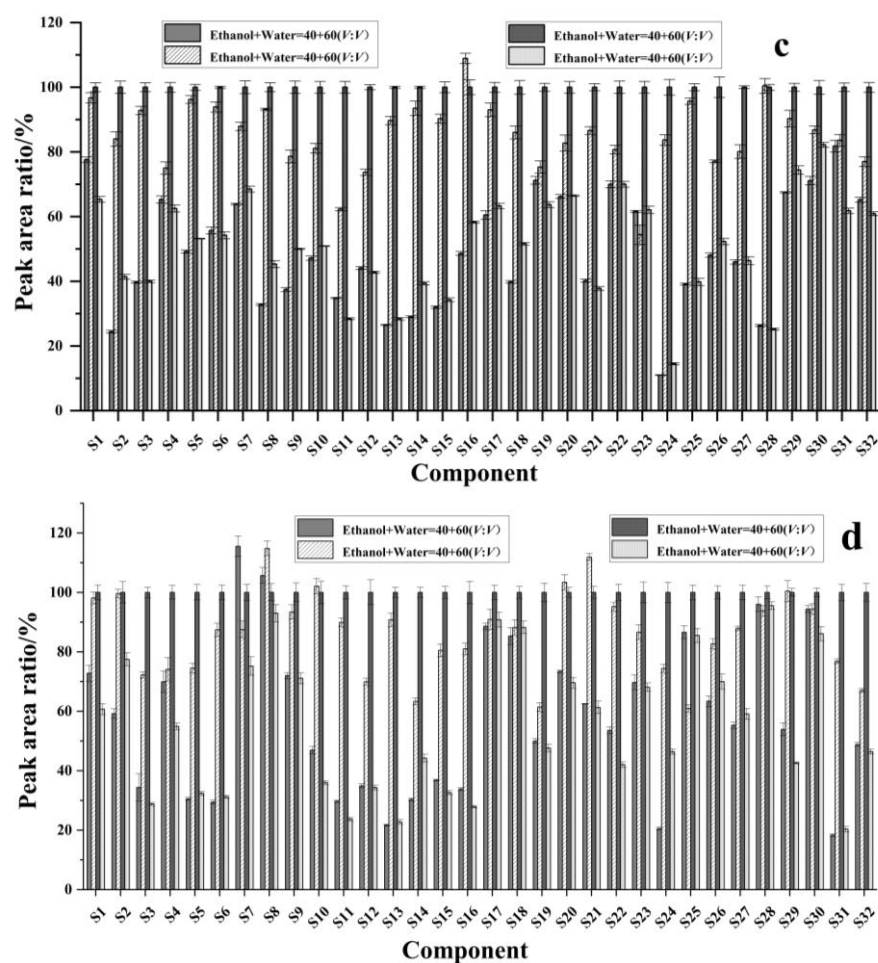 c
Ethanol+Water=40+60(V:V)
Ethanol+Water=40+60(V:V)
Ethanol+Water=40+60(V:V)
Ethanol+Water=40+60(V:V)
Peak area ratio/%
120
100
80
60
40
20
0
S1 S2 S3 S4 S5 S6 S7 S8 S9 S10 S11 S12 S13 S14 S15 S16 S17 S18 S19 S20 S21 S22 S23 S24 S25 S26 S27 S28 S29 S30 S31 S32
Component
d
Ethanol+Water=40+60(V:V)
Ethanol+Water=40+60(V:V)
Ethanol+Water=40+60(V:V)
Ethanol+Water=40+60(V:V)
Peak area ratio/%
120
100
80
60
40
20
0
S1 S2 S3 S4 S5 S6 S7 S8 S9 S10 S11 S12 S13 S14 S15 S16 S17 S18 S19 S20 S21 S22 S23 S24 S25 S26 S27 S28 S29 S30 S31 S32
Component